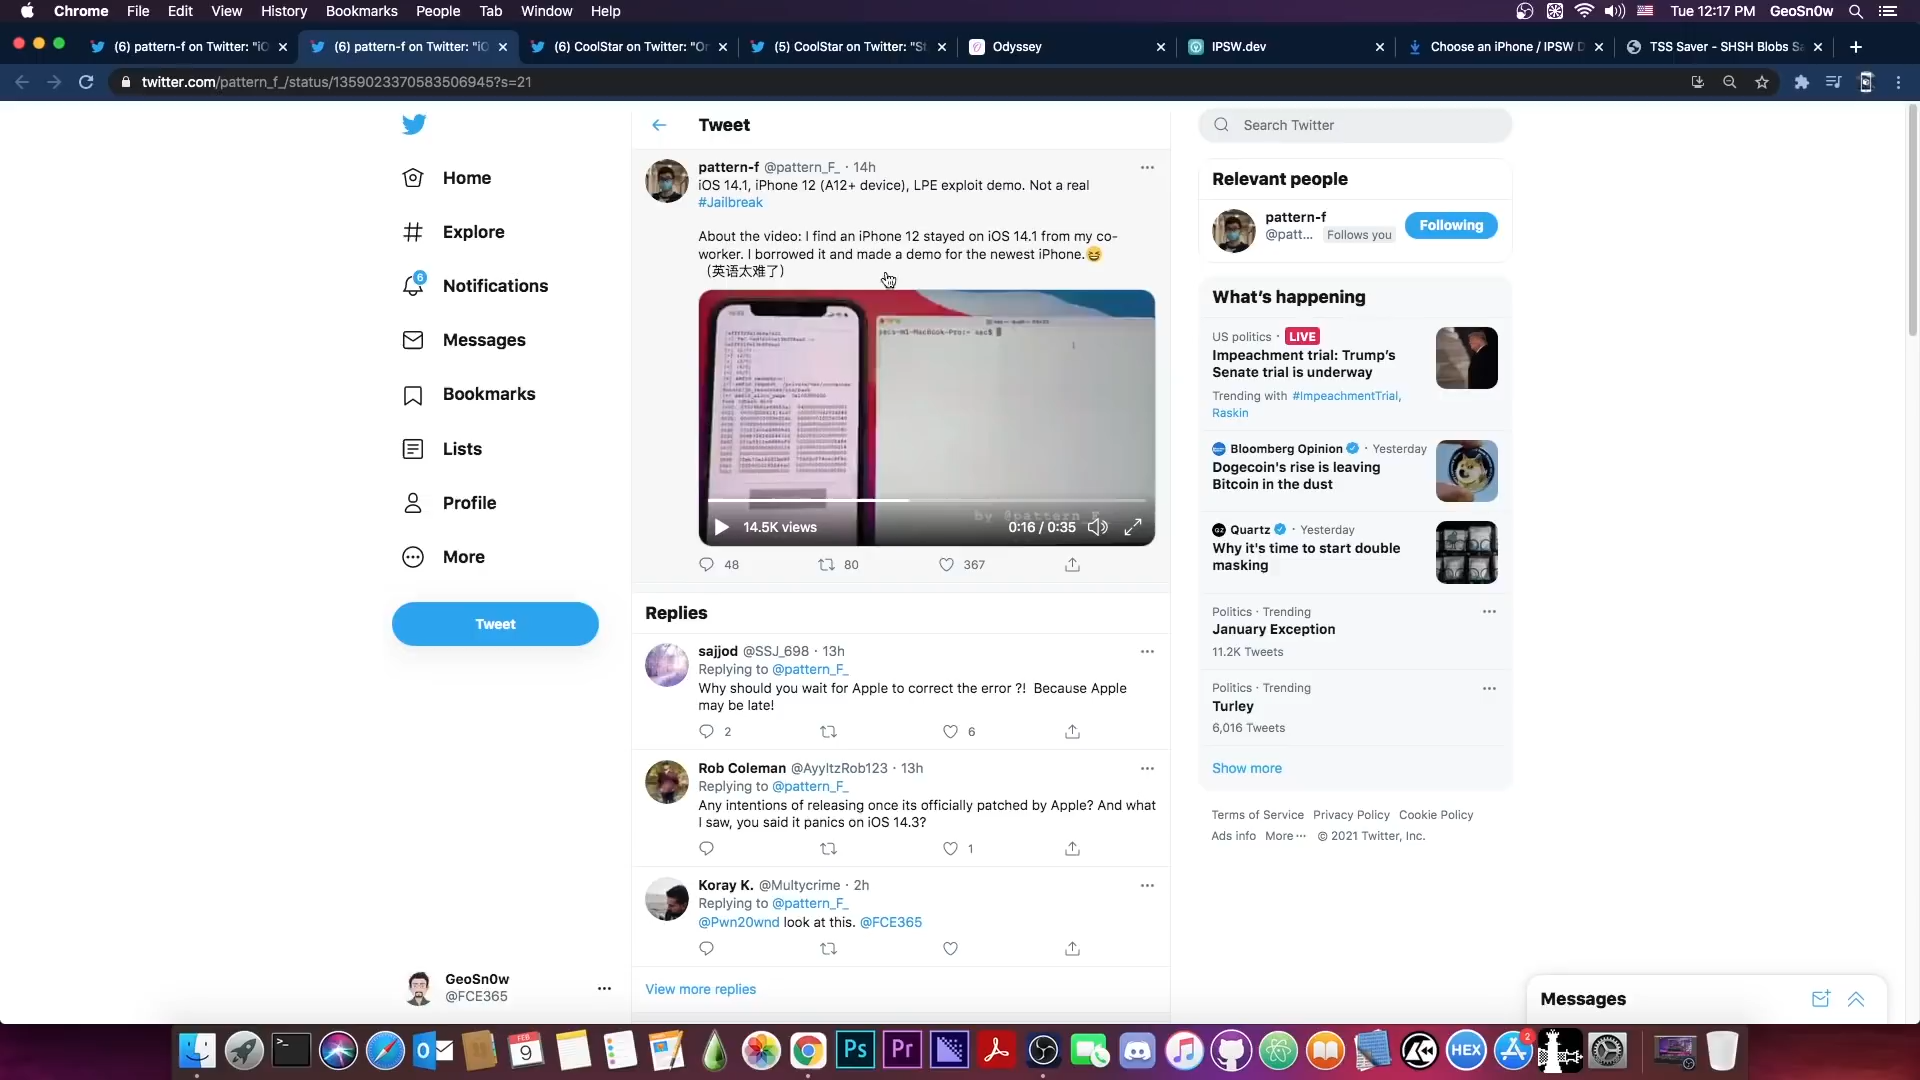 Chrome File Edit View History Bookmarks People Tab Window Help
Tue 12:17 PM GeoSn0w
(6) pattern-f on Twitter: "iO
(6) pattern-f on Twitter: "iO
(6) CoolStar on Twitter: "Or
(5) CoolStar on Twitter: "St
Odyssey
IPSW.dev
Choose an iPhone / IPSW D
TSS Saver - SHSH Blobs Sa
twitter.com/pattern_f_/status/1359023370583506945?s=21
Home
Explore
6
Notifications
Messages
Bookmarks
Lists
Profile
More
Tweet
GeoSn0w
@FCE365
Tweet
pattern-f @pattern_F_ · 14h
iOS 14.1, iPhone 12 (A12+ device), LPE exploit demo. Not a real
#Jailbreak
About the video: I find an iPhone 12 stayed on iOS 14.1 from my co-
worker. I borrowed it and made a demo for the newest iPhone.😆
（英语太难了）
by @pattern_F_
14.5K views
0:16 / 0:35
48 80 367
Replies
sajjod @SSJ_698 · 13h
Replying to @pattern_F_
Why should you wait for Apple to correct the error ?! Because Apple
may be late!
2 6
Rob Coleman @AyyItzRob123 · 13h
Replying to @pattern_F_
Any intentions of releasing once its officially patched by Apple? And what
I saw, you said it panics on iOS 14.3?
1
Koray K. @Multycrime · 2h
Replying to @pattern_F_
@Pwn20wnd look at this. @FCE365
View more replies
Search Twitter
Relevant people
pattern-f
@patt... Follows you
Following
What's happening
US politics · LIVE
Impeachment trial: Trump's
Senate trial is underway
Trending with #ImpeachmentTrial,
Raskin
Bloomberg Opinion · Yesterday
Dogecoin's rise is leaving
Bitcoin in the dust
Quartz · Yesterday
Why it's time to start double
masking
Politics · Trending
January Exception
11.2K Tweets
Politics · Trending
Turley
6,016 Tweets
Show more
Terms of Service Privacy Policy Cookie Policy
Ads info More··· © 2021 Twitter, Inc.
Messages
FEB
9
Ps
Pr
HEX
2